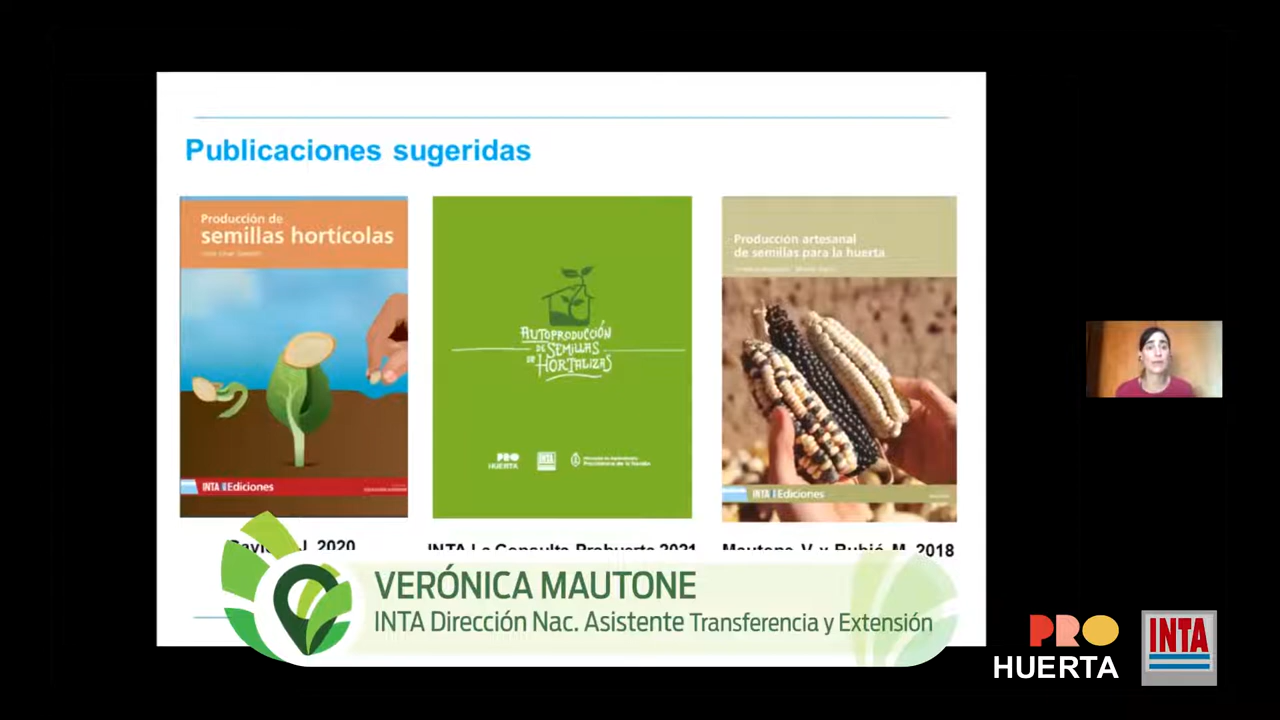 Publicaciones sugeridas
Producción de
semillas hortícolas
INTA Ediciones
AUTOPRODUCCIÓN
DE SEMILLAS
DE HORTALIZAS
PRO
HUERTA
INTA
Producción artesanal
de semillas para la huerta
INTA Ediciones
J. 2020
INTA La Consulta Prohuerta 2021
Mautone V. y Rubió M. 2018
VERÓNICA MAUTONE
INTA Dirección Nac. Asistente Transferencia y Extensión
PRO
HUERTA
INTA